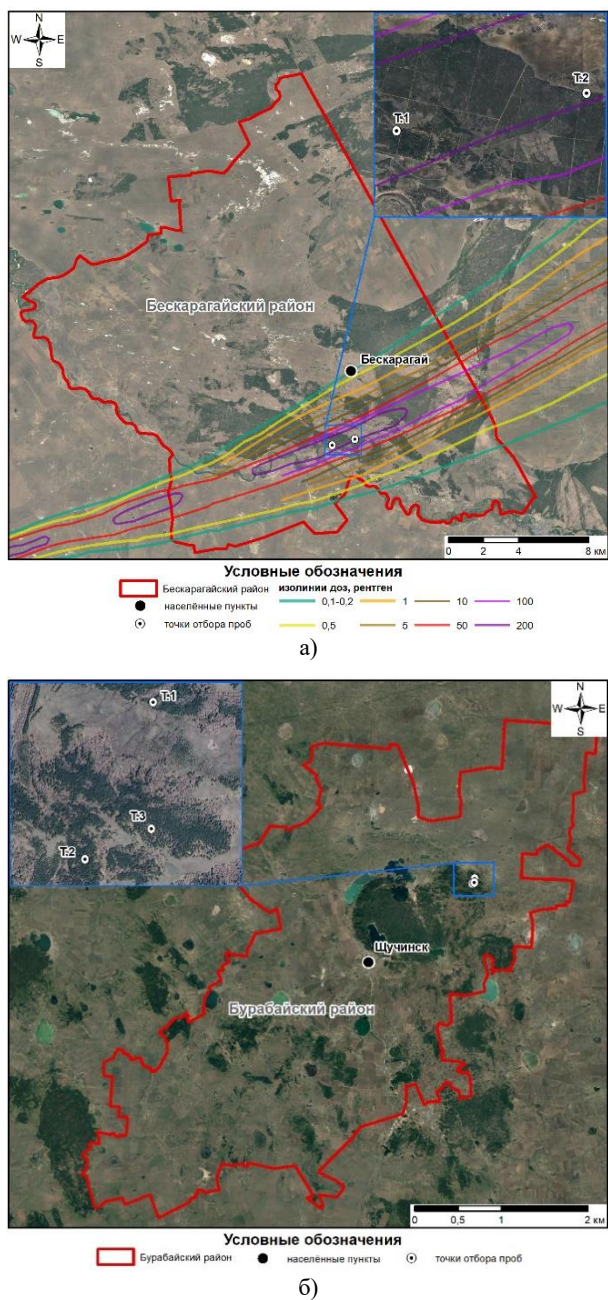 N
W E
S
Т.1
Т.2
Бескарагайский район
Бескарагай
0 2 4 8 км
Условные обозначения
Бескарагайский район
населённые пункты
точки отбора проб
изолинии доз, рентген
0,1-0,2 1 10 100
0,5 5 50 200
а)
N
W E
S
Т.1
Т.3
Т.2
Щучинск
Бурабайский район
0 0,5 1 2 км
Условные обозначения
Бурабайский район населённые пункты точки отбора проб
б)